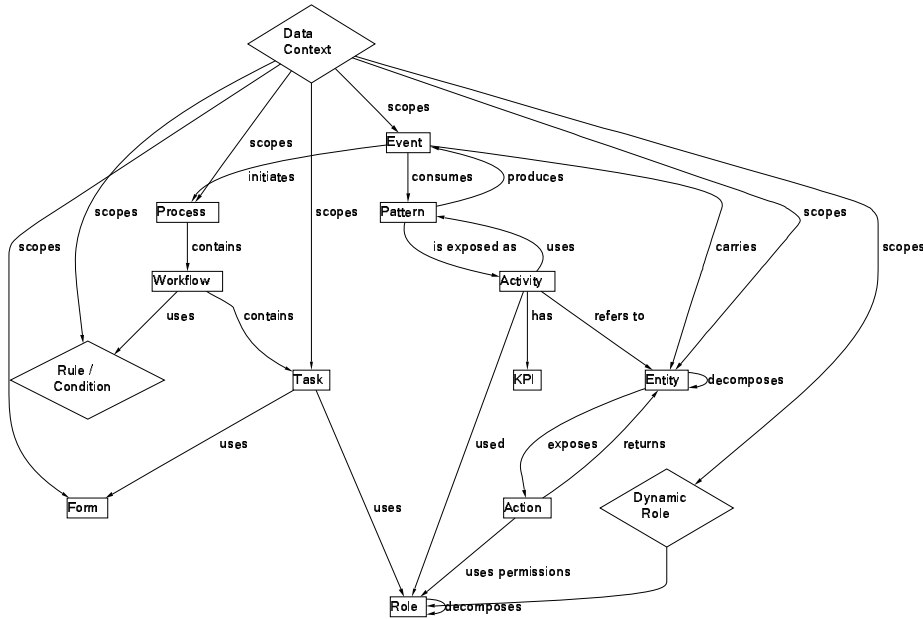 Data
Context
scopes
Event
scopes
initiates
consumes
produces
Process
scopes
scopes
Pattern
scopes
scopes
contains
is exposed as
uses
carries
scopes
Workflow
Activity
uses
contains
has
refers to
Rule /
Condition
Task
KPI
Entity
decomposes
uses
used
exposes
returns
Form
uses
Action
Dynamic
Role
uses permissions
Role
decomposes